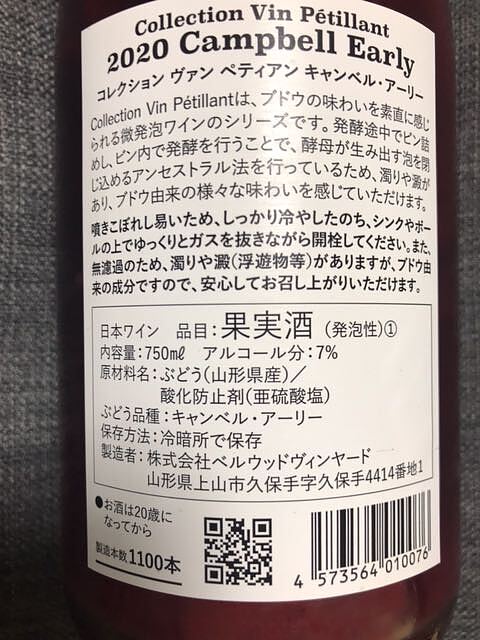 Collection Vin Pétillant
2020 Campbell Early
コレクション ヴァン ペティアン キャンベル・アーリー
Collection Vin Pétillantは、ブドウの味わいを素直に感じ
られる微発泡ワインのシリーズです。発酵途中でビン詰
めし、ビン内で発酵を行うことで、酵母が生み出す泡を閉
じ込めるアンセストラル法を行っているため、濁りや澱が
あり、ブドウ由来の様々な味わいを感じていただけます。
噴きこぼれし易いため、しっかり冷やしたのち、シンクやボー
ルの上でゆっくりとガスを抜きながら開栓してください。また、
無濾過のため、濁りや澱(浮遊物等)がありますが、ブドウ由
来の成分ですので、安心してお召し上がりいただけます。
日本ワイン 品目:果実酒(発泡性)①
内容量:750mℓ アルコール分:7%
原材料名:ぶどう(山形県産)/
酸化防止剤(亜硫酸塩)
ぶどう品種:キャンベル・アーリー
保存方法:冷暗所で保存
製造者:株式会社ベルウッドヴィンヤード
山形県上山市久保手字久保手4414番地1
●お酒は20歳に
なってから
製造本数1100本
4 573564 010076